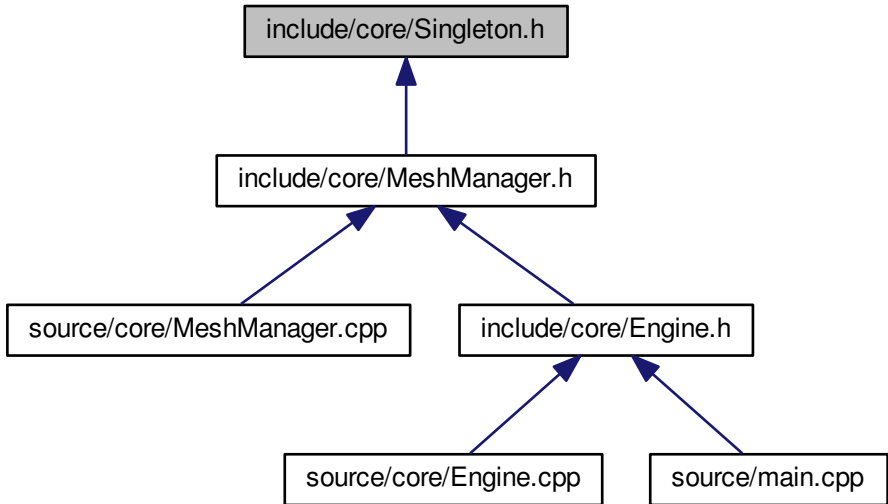 include/core/Singleton.h
include/core/MeshManager.h
source/core/MeshManager.cpp
include/core/Engine.h
source/core/Engine.cpp
source/main.cpp